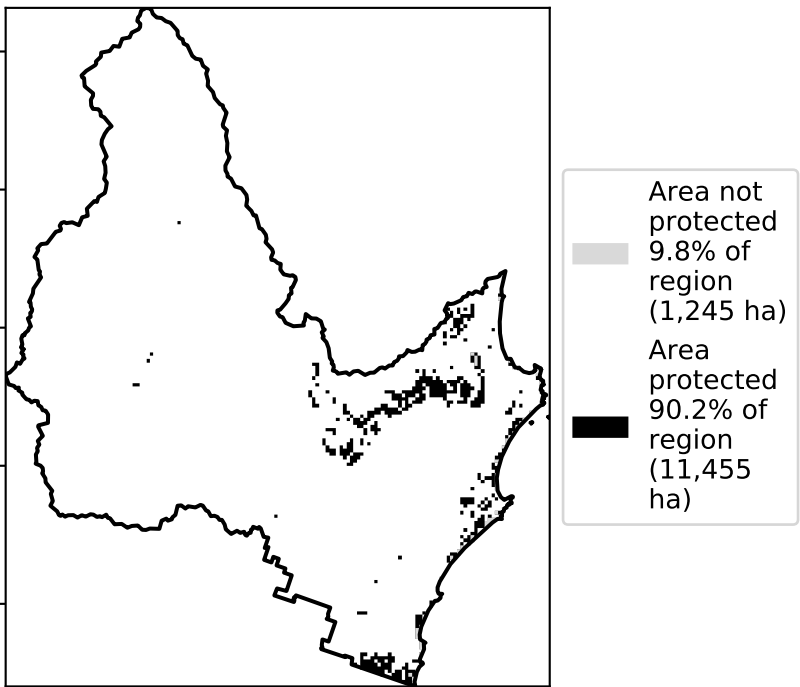 Area not
protected
9.8% of
region
(1,245 ha)
Area
protected
90.2% of
region
(11,455
ha)